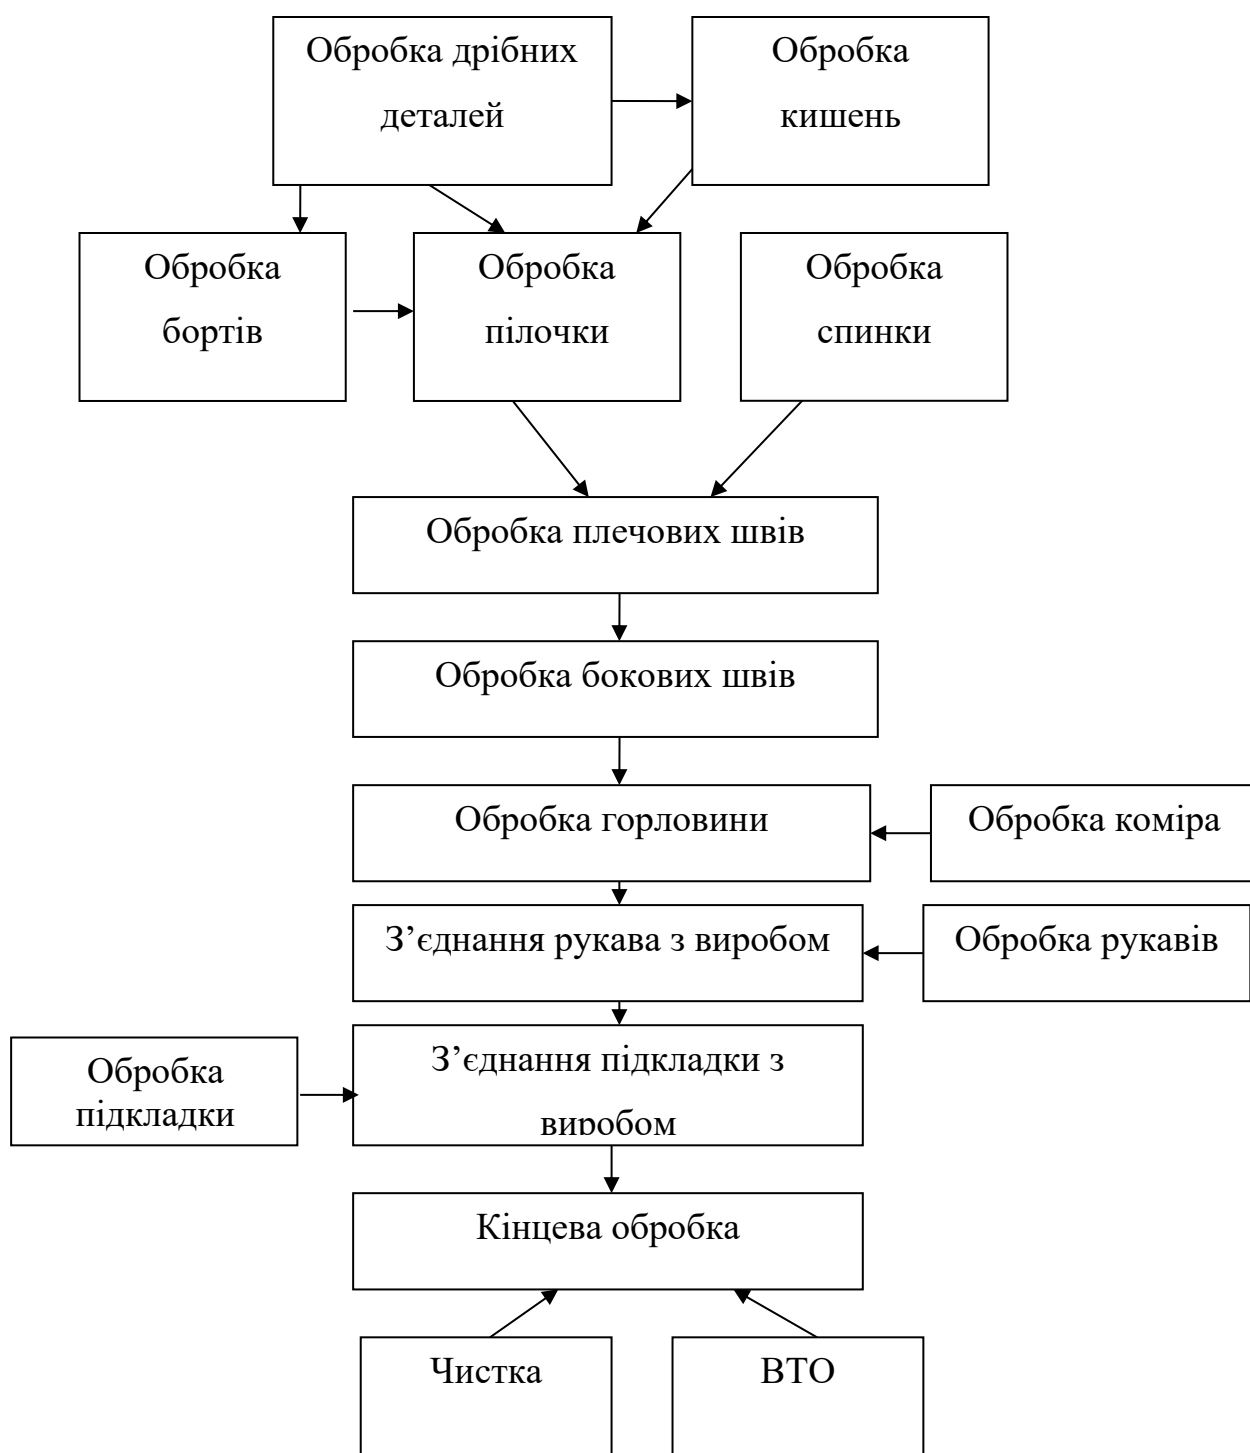 Обробка дрібних
деталей
Обробка
кишень
Обробка
бортів
Обробка
пілочки
Обробка
спинки
Обробка плечових швів
Обробка бокових швів
Обробка горловини
Обробка коміра
З’єднання рукава з виробом
Обробка рукавів
Обробка
підкладки
З’єднання підкладки з
виробом
Кінцева обробка
Чистка
ВТО